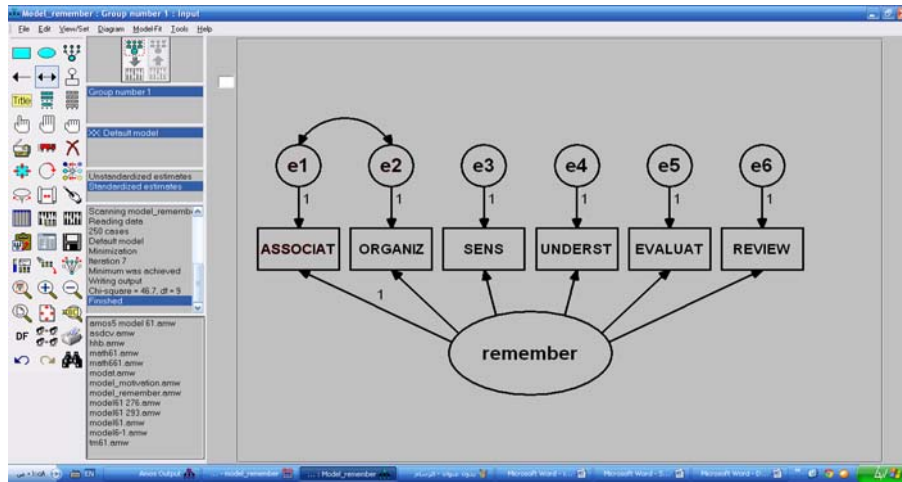 Model_remember : Group number 1 : Input
File Edit View/Set Diagram Model-Fit Tools Help
Title
DF
Group number 1
XX: Default model
Unstandardized estimates
Standardized estimates
Scanning model_rememb
Reading data
250 cases
Default model
Minimization
Iteration 7
Minimum was achieved
Writing output
Chi-square = 46.7, df = 9
Finished
amos5 model 61.amw
asdcv.amw
hhb.amw
math61.amw
math661.amw
modat.amw
model_motivation.amw
model_remember.amw
model61 276.amw
model61 293.amw
model61.amw
model6-1.amw
tm61.amw
e1 e2 e3 e4 e5 e6
1 1 1 1 1 1
ASSOCIAT ORGANIZ SENS UNDERST EVALUAT REVIEW
1
remember
EN
Amos Output
... - model_remember
... : Model_remember
Microsoft Word - I...
Microsoft Word - S...
Microsoft Word - D...